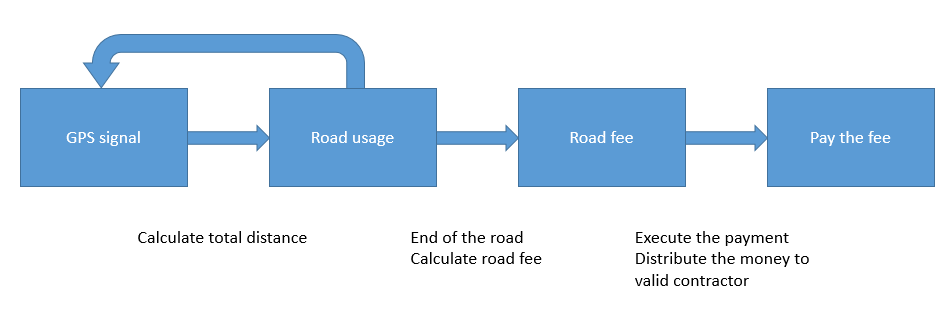 GPS signal
Road usage
Road fee
Pay the fee
Calculate total distance
End of the road
Calculate road fee
Execute the payment
Distribute the money to
valid contractor